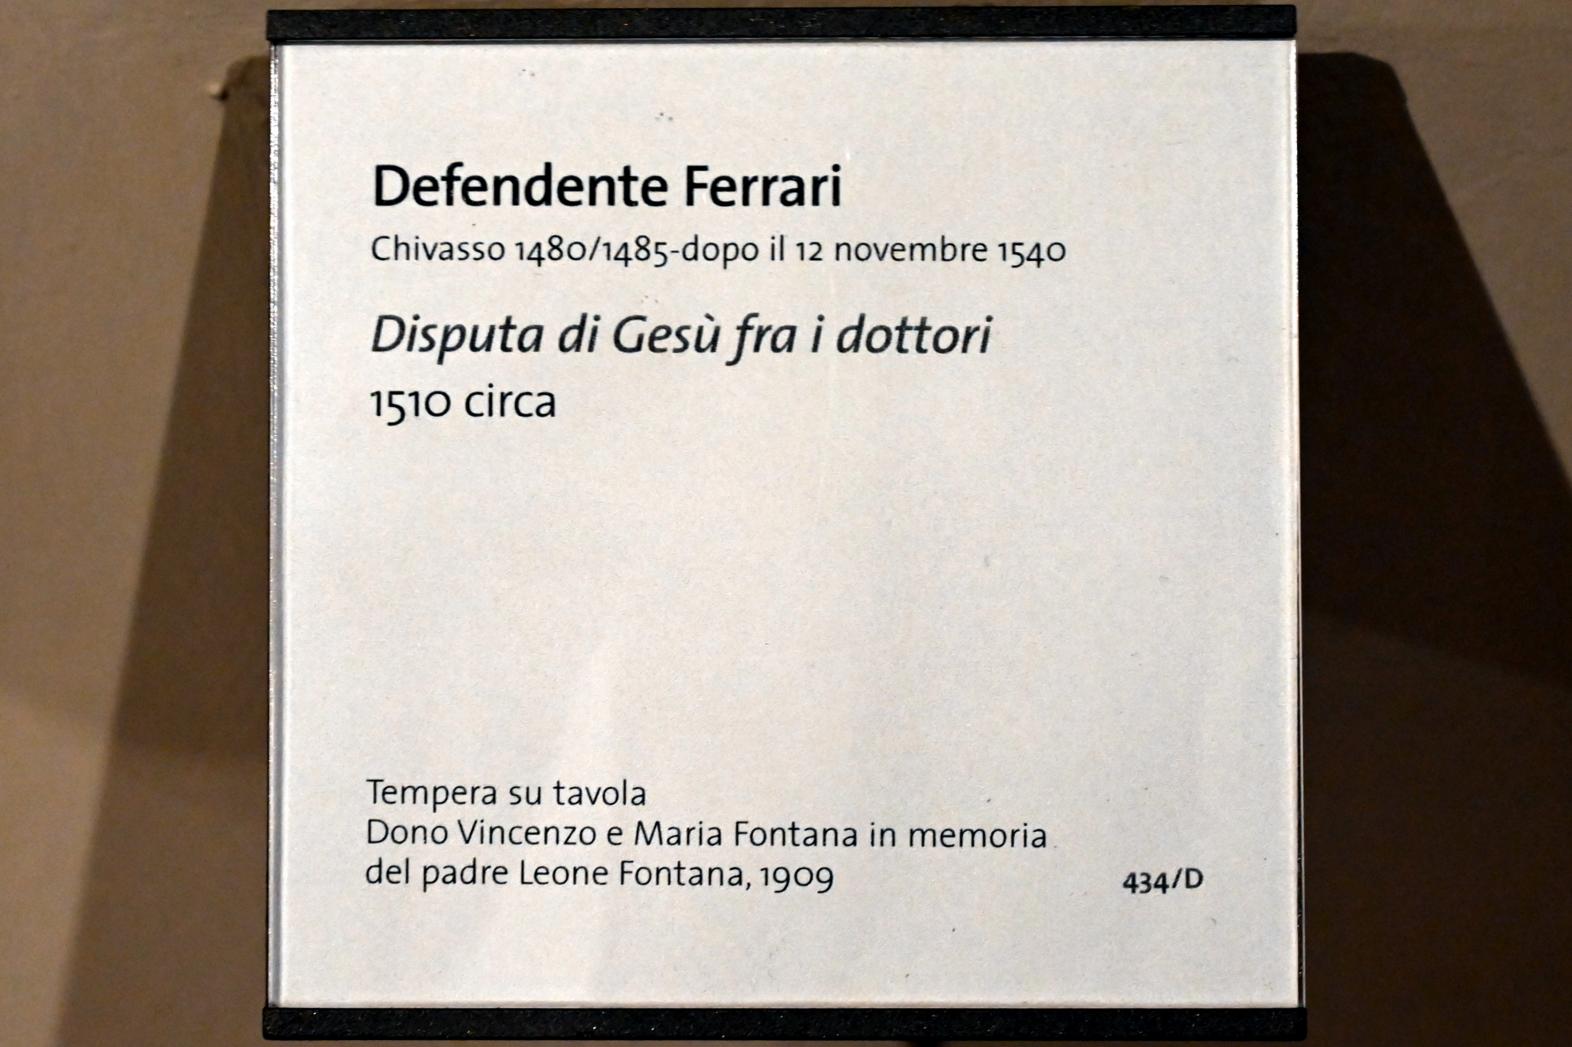 Defendente Ferrari
Chivasso 1480/1485-dopo il 12 novembre 1540
Disputa di Gesù fra i dottori
1510 circa
Tempera su tavola
Dono Vincenzo e Maria Fontana in memoria
del padre Leone Fontana, 1909
434/D